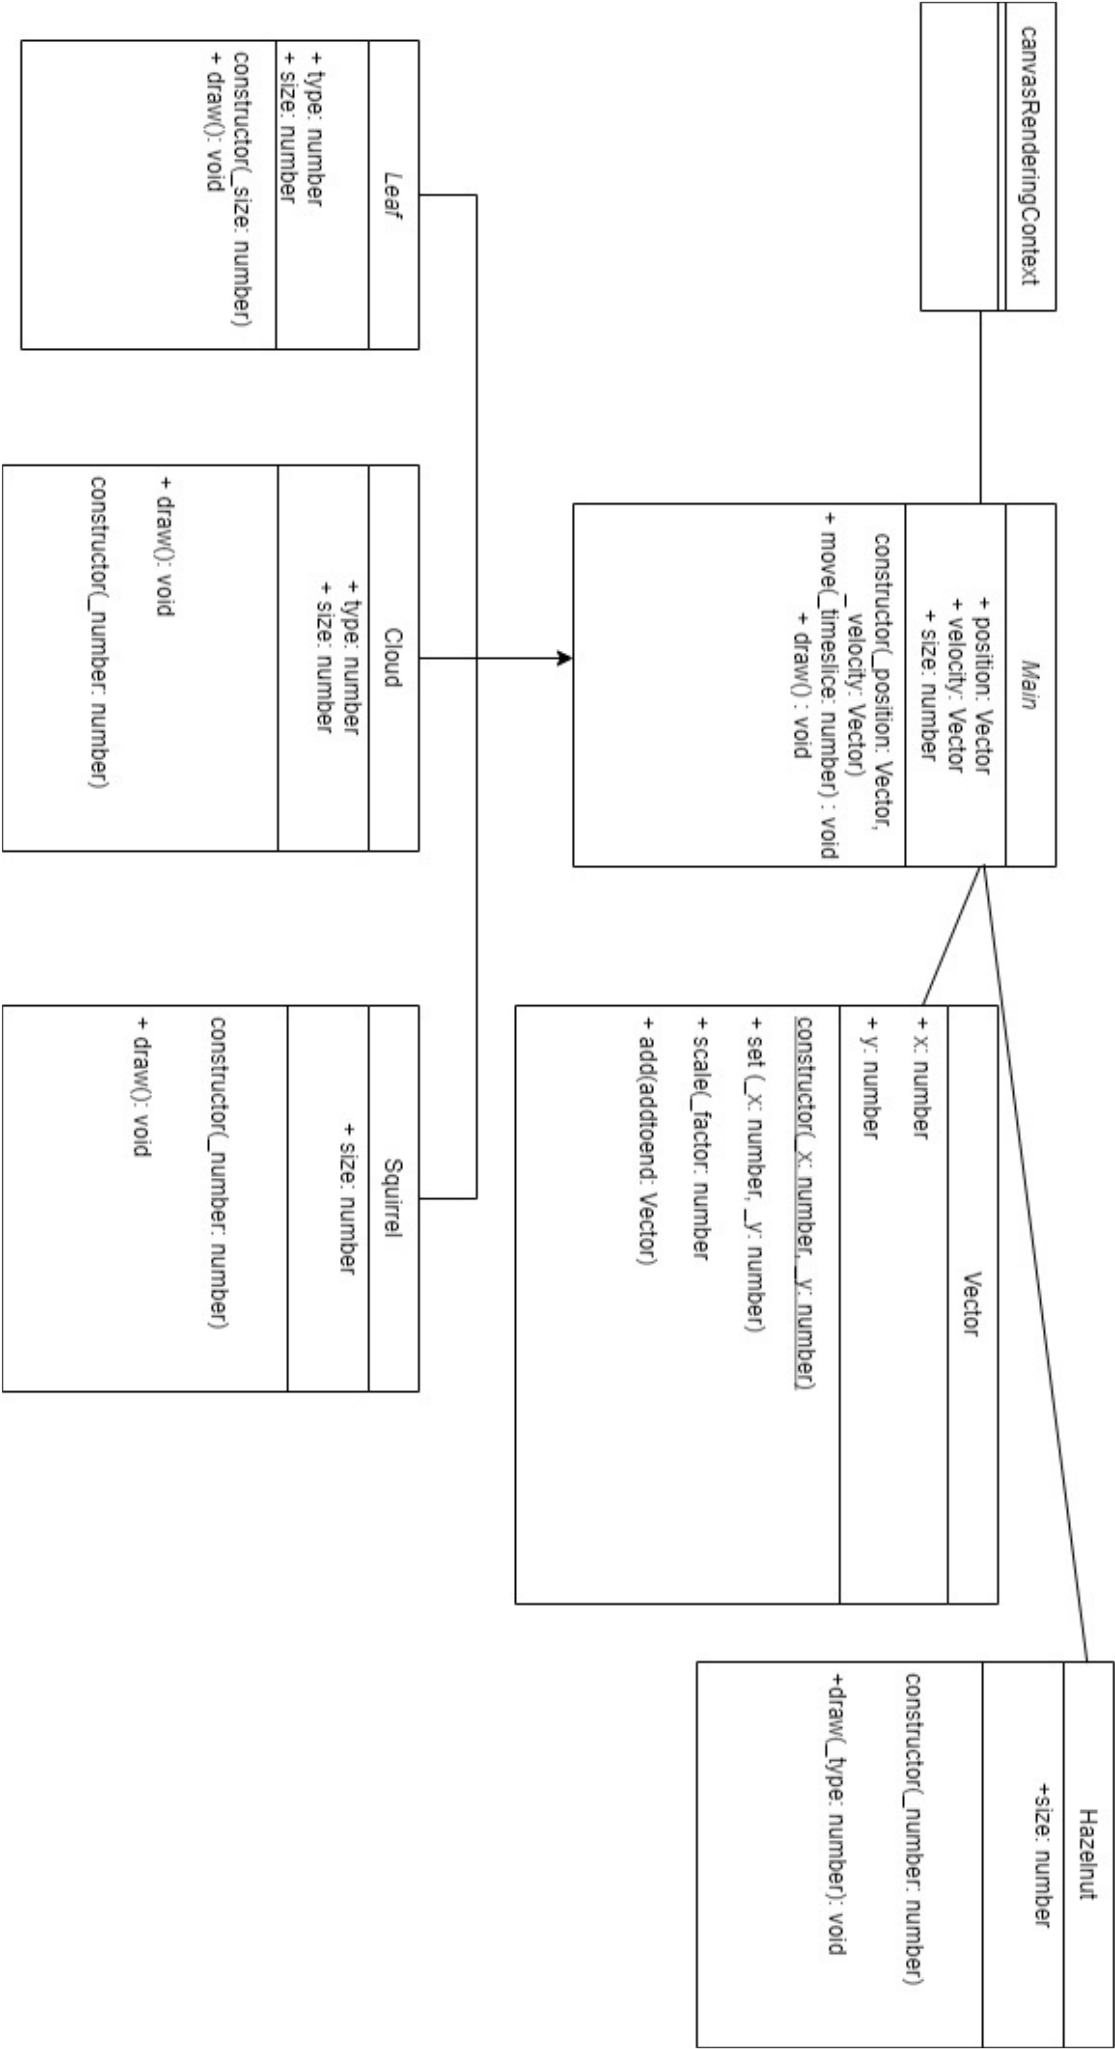 canvasRenderingContext
Main
+ position: Vector
+ velocity: Vector
+ size: number
constructor(_position: Vector,
_velocity: Vector)
+ move(_timeslice: number) : void
+ draw() : void
Vector
+ x: number
+ y: number
constructor(_x: number, _y: number)
+ set (_x: number, _y: number)
+ scale(_factor: number
+ add(addtoend: Vector)
Hazelnut
+size: number
constructor(_number: number)
+draw(_type: number): void
Leaf
+ type: number
+ size: number
constructor(_size: number)
+ draw(): void
Cloud
+ type: number
+ size: number
+ draw(): void
constructor(_number: number)
Squirrel
+ size: number
constructor(_number: number)
+ draw(): void